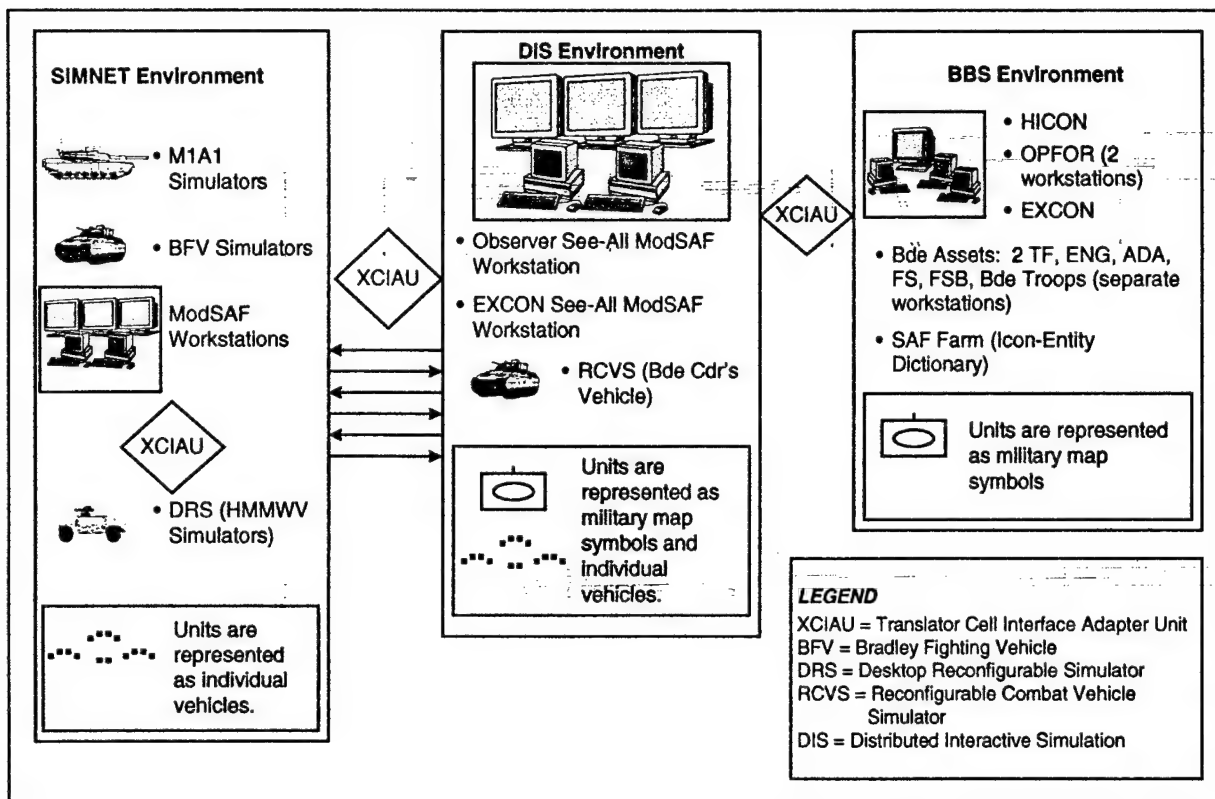 SIMNET Environment
• M1A1
Simulators
• BFV Simulators
ModSAF
Workstations
XCIAU
• DRS (HMMWV
Simulators)
Units are
represented
as individual
vehicles.
XCIAU
DIS Environment
• Observer See-All ModSAF
Workstation
• EXCON See-All ModSAF
Workstation
• RCVS (Bde Cdr's
Vehicle)
Units are
represented as
military map
symbols and
individual
vehicles.
XCIAU
BBS Environment
• HICON
• OPFOR (2
workstations)
• EXCON
• Bde Assets: 2 TF, ENG, ADA,
FS, FSB, Bde Troops (separate
workstations)
• SAF Farm (Icon-Entity
Dictionary)
Units are represented
as military map
symbols
LEGEND
XCIAU = Translator Cell Interface Adapter Unit
BFV = Bradley Fighting Vehicle
DRS = Desktop Reconfigurable Simulator
RCVS = Reconfigurable Combat Vehicle
Simulator
DIS = Distributed Interactive Simulation